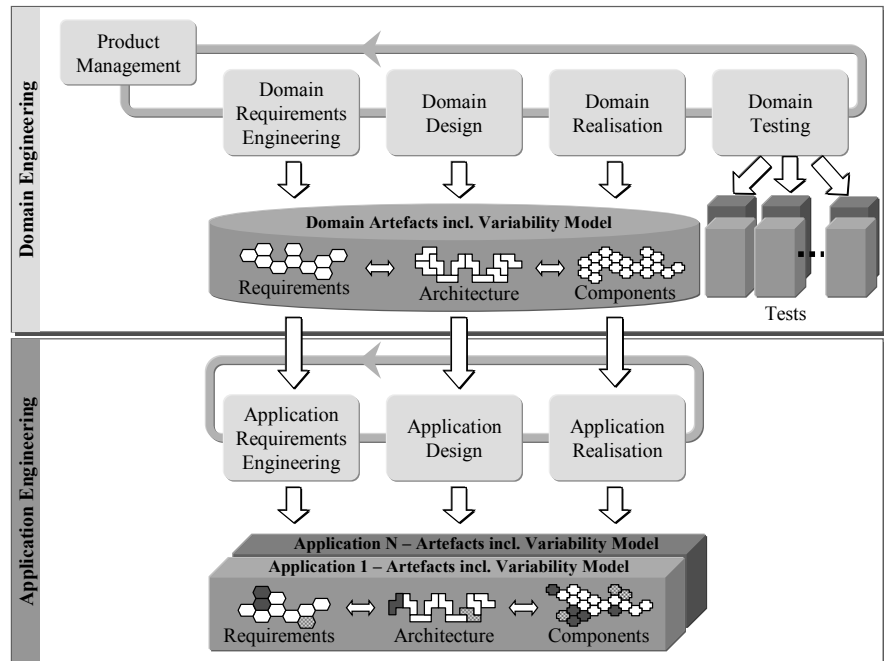 Domain Engineering
Product
Management
Domain
Requirements
Engineering
Domain
Design
Domain
Realisation
Domain
Testing
Domain Artefacts incl. Variability Model
Requirements
Architecture
Components
Tests
Application Engineering
Application
Requirements
Engineering
Application
Design
Application
Realisation
Application N – Artefacts incl. Variability Model
Application 1 – Artefacts incl. Variability Model
Requirements
Architecture
Components